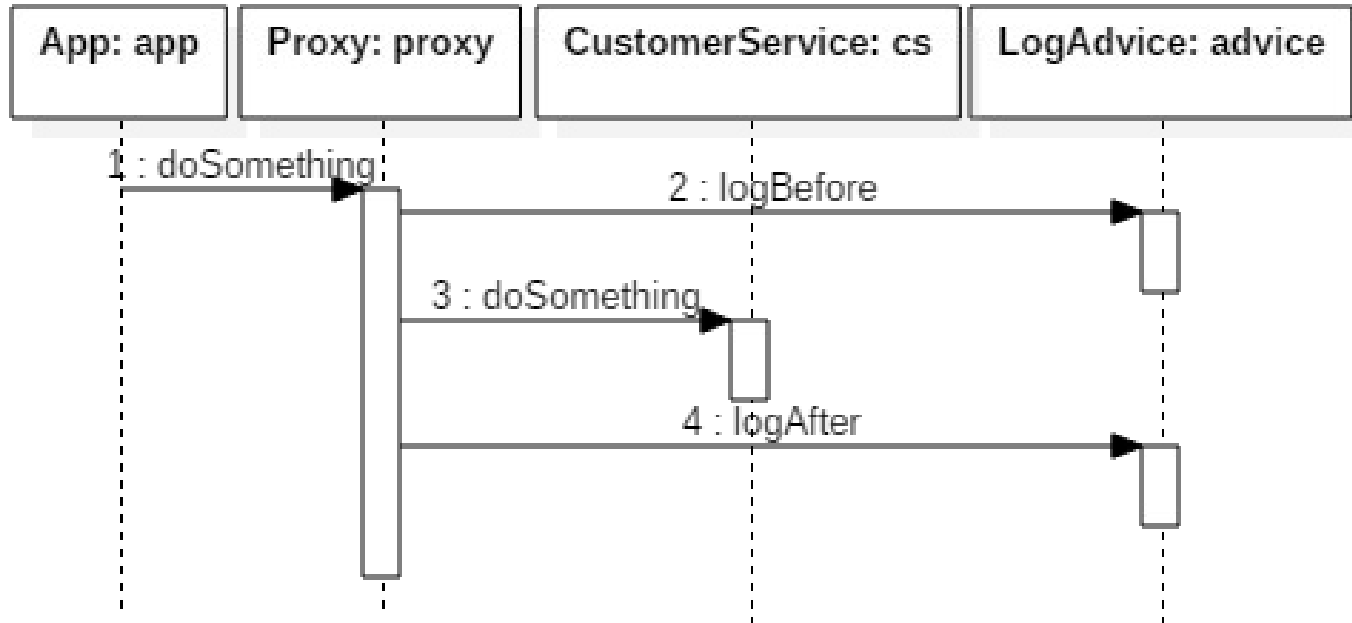 App: app
Proxy: proxy
CustomerService: cs
LogAdvice: advice
1 : doSomething
2 : logBefore
3 : doSomething
4 : logAfter